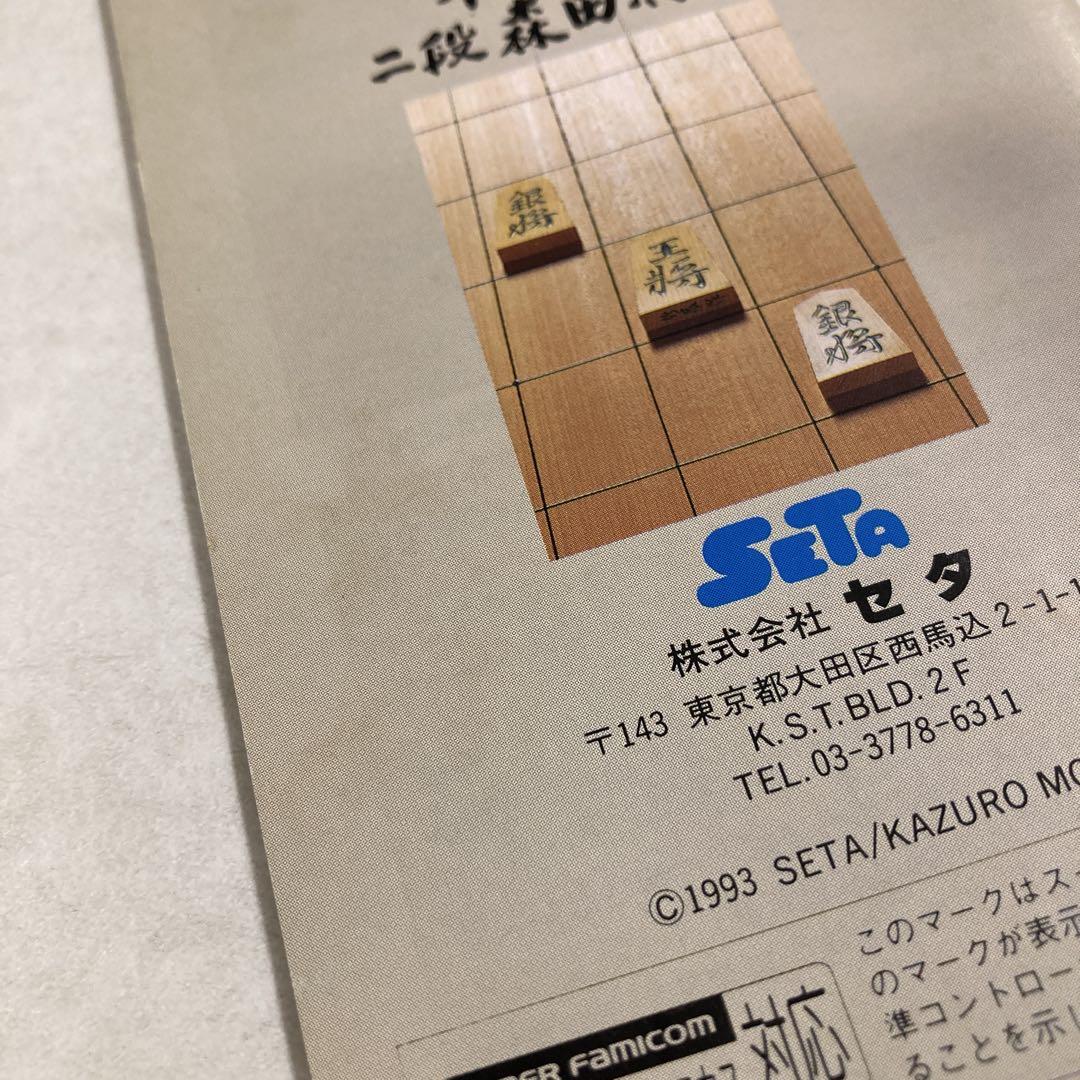 二段 森田
銀将
王将
銀将
SETA
株式会社 セタ
〒143 東京都大田区西馬込2-1-1
K.S.T.BLD.2F
TEL.03-3778-6311
©1993 SETA/KAZURO MO
このマークはスー
のマークが表示
準コントロー
ることを示し
SUPER FAMICOM
対応